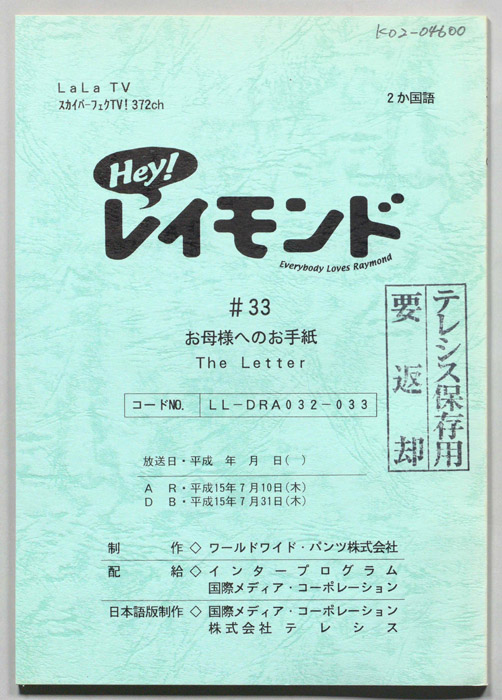 K02-04600
LaLa TV
スカイパーフェクTV! 372ch
2か国語
Hey!
レイモンド
Everybody Loves Raymond
#33
お母様へのお手紙
The Letter
コードNO. LL-DRA032-033
テレシス保存用
要返却
放送日・平成 年 月 日( )
A R・平成15年7月10日(木)
D B・平成15年7月31日(木)
制 作◇ワールドワイド・パンツ株式会社
配 給◇インタープログラム
国際メディア・コーポレーション
日本語版制作◇国際メディア・コーポレーション
株式会社テレシス